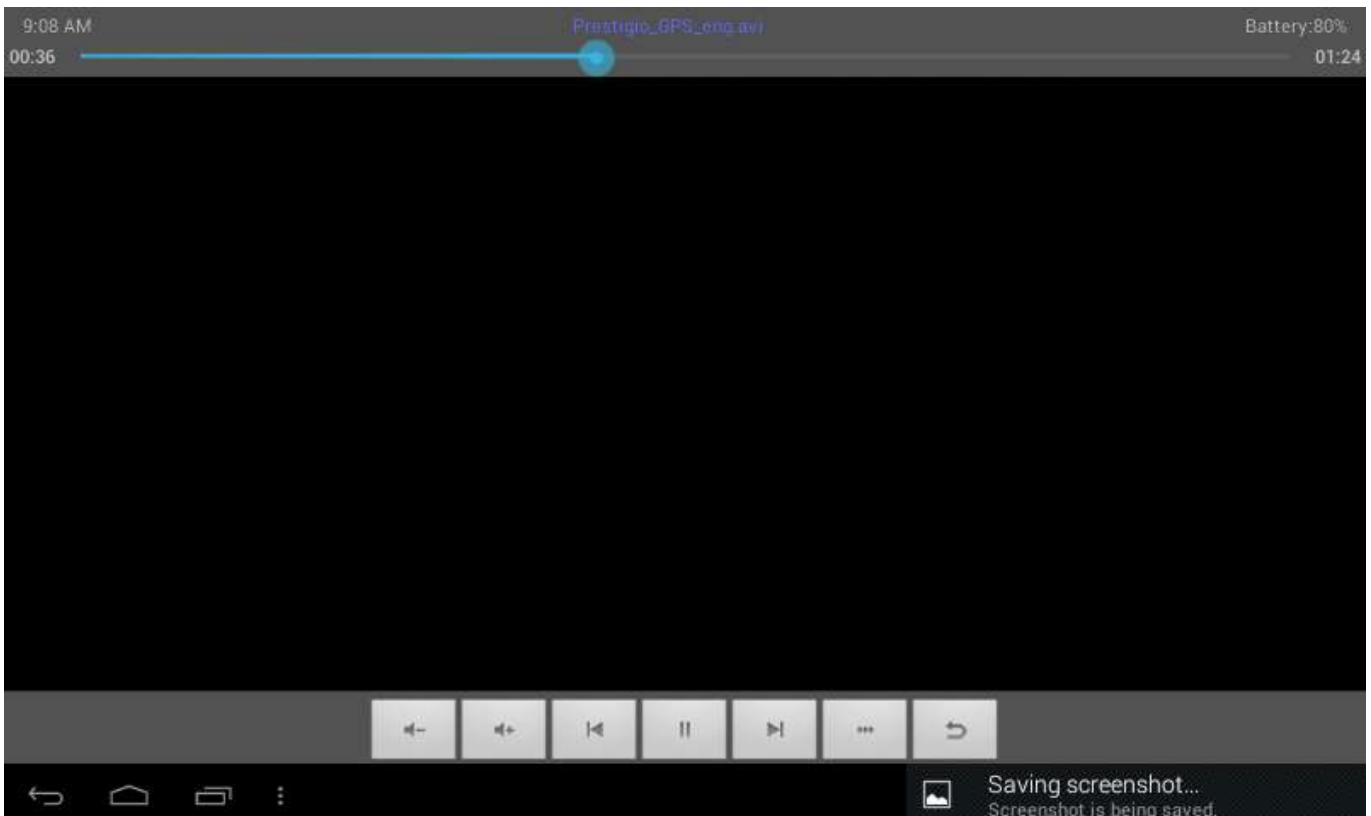 9:08 AM
Prestigio_GPS_eng.avi
Battery:80%
00:36
01:24
Saving screenshot...
Screenshot is being saved.